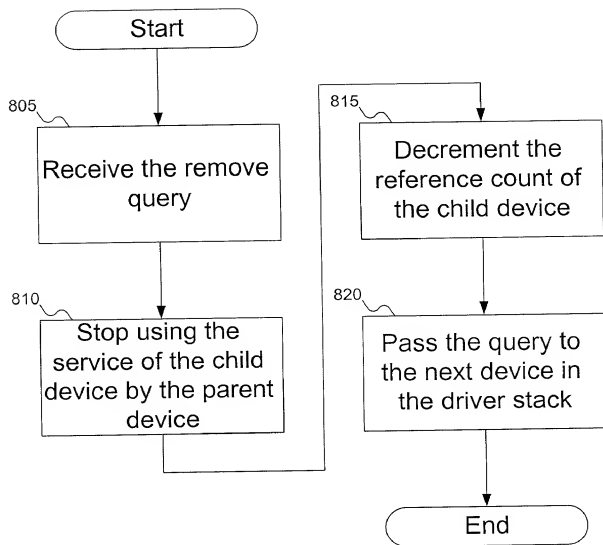 Start
805
Receive the remove
query
810
Stop using the
service of the child
device by the parent
device
815
Decrement the
reference count of
the child device
820
Pass the query to
the next device in
the driver stack
End